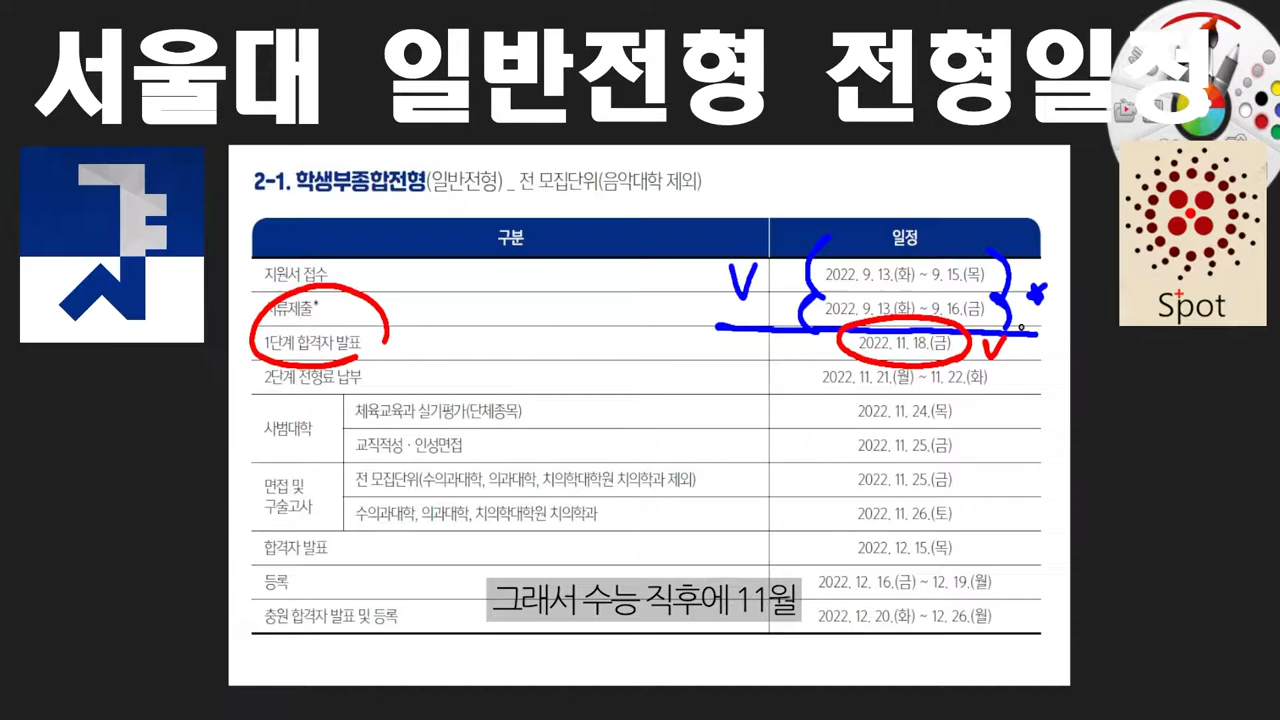 서울대 일반전형 전형일정
2-1. 학생부종합전형(일반전형) _ 전 모집단위(음악대학 제외)
구분 일정
지원서 접수 2022. 9. 13.(화) ~ 9. 15.(목)
서류제출* 2022. 9. 13.(화) ~ 9. 16.(금)
1단계 합격자 발표 2022. 11. 18.(금)
2단계 전형료 납부 2022. 11. 21.(월) ~ 11. 22.(화)
사범대학 체육교육과 실기평가(단체종목) 2022. 11. 24.(목)
교직적성·인성면접 2022. 11. 25.(금)
면접 및 구술고사 전 모집단위(수의과대학, 의과대학, 치의학대학원 치의학과 제외) 2022. 11. 25.(금)
수의과대학, 의과대학, 치의학대학원 치의학과 2022. 11. 26.(토)
합격자 발표 2022. 12. 15.(목)
등록 2022. 12. 16.(금) ~ 12. 19.(월)
충원 합격자 발표 및 등록 2022. 12. 20.(화) ~ 12. 26.(월)
그래서 수능 직후에 11월
Spot